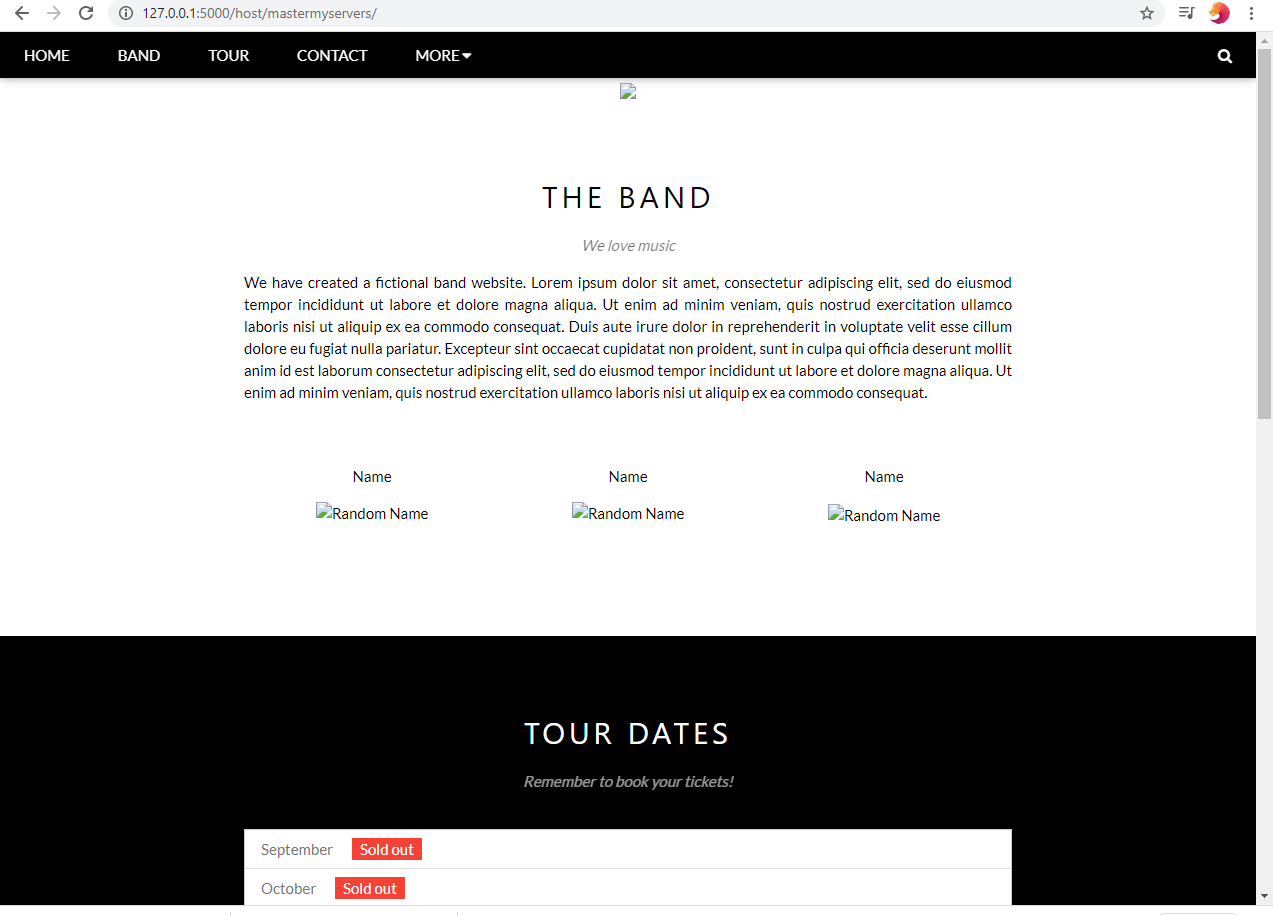 127.0.0.1:5000/host/mastermyservers/
HOME BAND TOUR CONTACT MORE
THE BAND
We love music
We have created a fictional band website. Lorem ipsum dolor sit amet, consectetur adipiscing elit, sed do eiusmod
tempor incididunt ut labore et dolore magna aliqua. Ut enim ad minim veniam, quis nostrud exercitation ullamco
laboris nisi ut aliquip ex ea commodo consequat. Duis aute irure dolor in reprehenderit in voluptate velit esse cillum
dolore eu fugiat nulla pariatur. Excepteur sint occaecat cupidatat non proident, sunt in culpa qui officia deserunt mollit
anim id est laborum consectetur adipiscing elit, sed do eiusmod tempor incididunt ut labore et dolore magna aliqua. Ut
enim ad minim veniam, quis nostrud exercitation ullamco laboris nisi ut aliquip ex ea commodo consequat.
Name Name Name
Random Name Random Name Random Name
TOUR DATES
Remember to book your tickets!
September Sold out
October Sold out